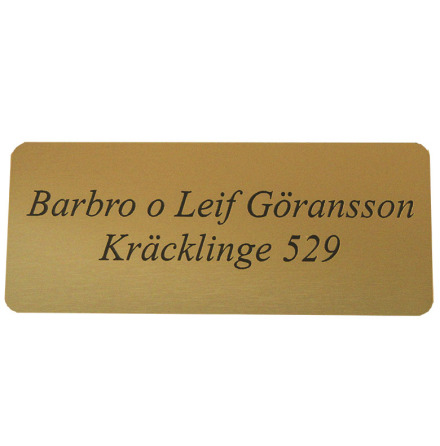 Barbro o Leif Göransson
Kräcklinge 529